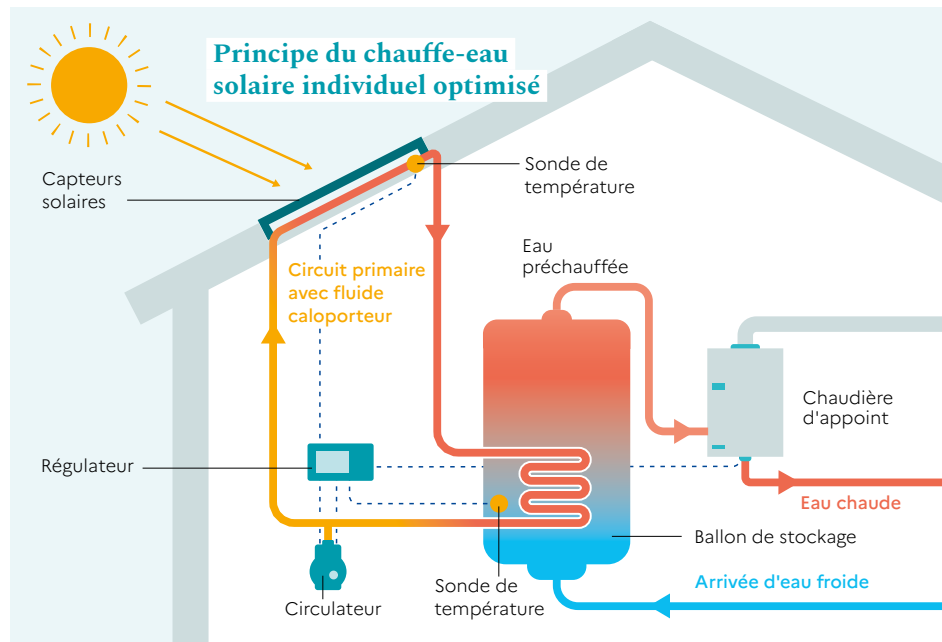 Principe du chauffe-eau
solaire individuel optimisé
Capteurs
solaires
Sonde de
température
Eau
préchauffée
Circuit primaire
avec fluide
caloporteur
Chaudière
d'appoint
Régulateur
Eau chaude
Ballon de stockage
Arrivée d'eau froide
Circulateur
Sonde de
température